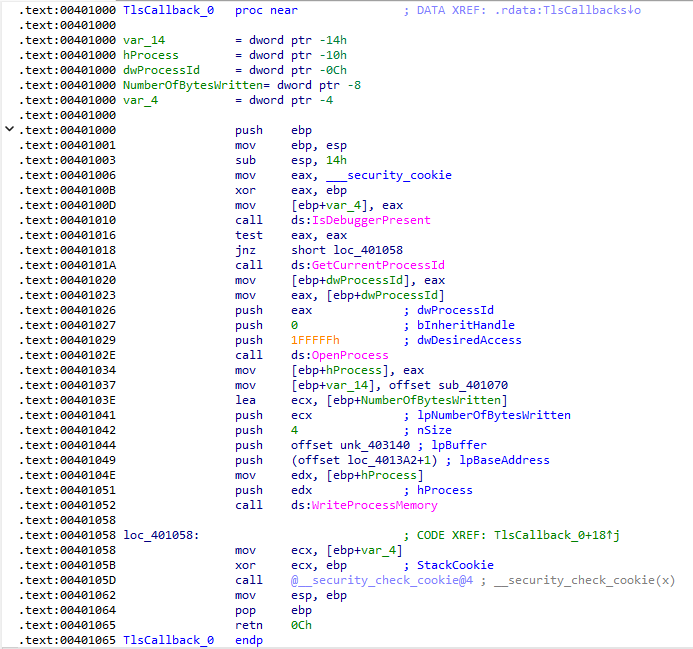 .text:00401000 TlsCallback_0 proc near ; DATA XREF: .rdata:TlsCallbacks↓o
.text:00401000
.text:00401000 var_14 = dword ptr -14h
.text:00401000 hProcess = dword ptr -10h
.text:00401000 dwProcessId = dword ptr -0Ch
.text:00401000 NumberOfBytesWritten= dword ptr -8
.text:00401000 var_4 = dword ptr -4
.text:00401000
.text:00401000 push ebp
.text:00401001 mov ebp, esp
.text:00401003 sub esp, 14h
.text:00401006 mov eax, ___security_cookie
.text:0040100B xor eax, ebp
.text:0040100D mov [ebp+var_4], eax
.text:00401010 call ds:IsDebuggerPresent
.text:00401016 test eax, eax
.text:00401018 jnz short loc_401058
.text:0040101A call ds:GetCurrentProcessId
.text:00401020 mov [ebp+dwProcessId], eax
.text:00401023 mov eax, [ebp+dwProcessId]
.text:00401026 push eax ; dwProcessId
.text:00401027 push 0 ; bInheritHandle
.text:00401029 push 1FFFFFh ; dwDesiredAccess
.text:0040102E call ds:OpenProcess
.text:00401034 mov [ebp+hProcess], eax
.text:00401037 mov [ebp+var_14], offset sub_401070
.text:0040103E lea ecx, [ebp+NumberOfBytesWritten]
.text:00401041 push ecx ; lpNumberOfBytesWritten
.text:00401042 push 4 ; nSize
.text:00401044 push offset unk_403140 ; lpBuffer
.text:00401049 push (offset loc_4013A2+1) ; lpBaseAddress
.text:0040104E mov edx, [ebp+hProcess]
.text:00401051 push edx ; hProcess
.text:00401052 call ds:WriteProcessMemory
.text:00401058
.text:00401058 loc_401058: ; CODE XREF: TlsCallback_0+18↑j
.text:00401058 mov ecx, [ebp+var_4]
.text:0040105B xor ecx, ebp ; StackCookie
.text:0040105D call @__security_check_cookie@4 ; __security_check_cookie(x)
.text:00401062 mov esp, ebp
.text:00401064 pop ebp
.text:00401065 retn 0Ch
.text:00401065 TlsCallback_0 endp